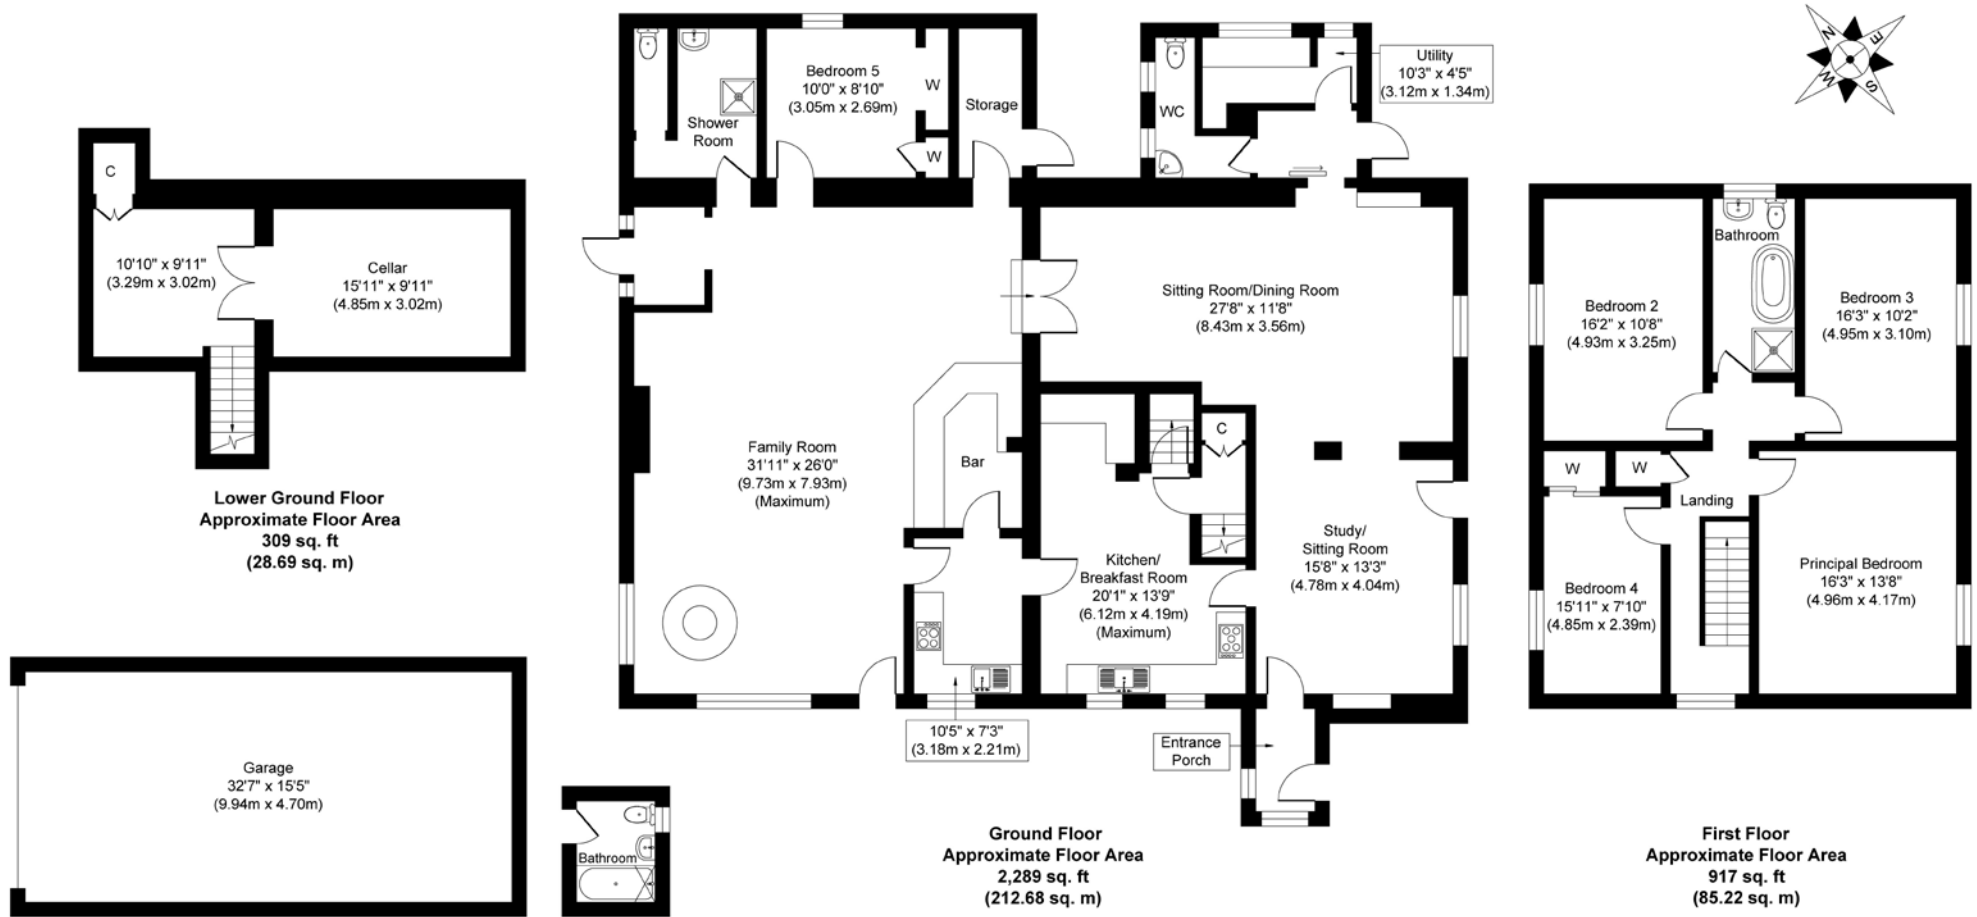 C
10'10" x 9'11"
(3.29m x 3.02m)
Cellar
15'11" x 9'11"
(4.85m x 3.02m)
Lower Ground Floor
Approximate Floor Area
309 sq. ft
(28.69 sq. m)
Garage
32'7" x 15'5"
(9.94m x 4.70m)
Bathroom
Shower
Room
Bedroom 5
10'0" x 8'10"
(3.05m x 2.69m)
W
W
Storage
WC
Utility
10'3" x 4'5"
(3.12m x 1.34m)
Sitting Room/Dining Room
27'8" x 11'8"
(8.43m x 3.56m)
Family Room
31'11" x 26'0"
(9.73m x 7.93m)
(Maximum)
Bar
C
Kitchen/
Breakfast Room
20'1" x 13'9"
(6.12m x 4.19m)
(Maximum)
Study/
Sitting Room
15'8" x 13'3"
(4.78m x 4.04m)
10'5" x 7'3"
(3.18m x 2.21m)
Entrance
Porch
Ground Floor
Approximate Floor Area
2,289 sq. ft
(212.68 sq. m)
N
E
S
W
Bathroom
Bedroom 2
16'2" x 10'8"
(4.93m x 3.25m)
Bedroom 3
16'3" x 10'2"
(4.95m x 3.10m)
W
W
Landing
Bedroom 4
15'11" x 7'10"
(4.85m x 2.39m)
Principal Bedroom
16'3" x 13'8"
(4.96m x 4.17m)
First Floor
Approximate Floor Area
917 sq. ft
(85.22 sq. m)